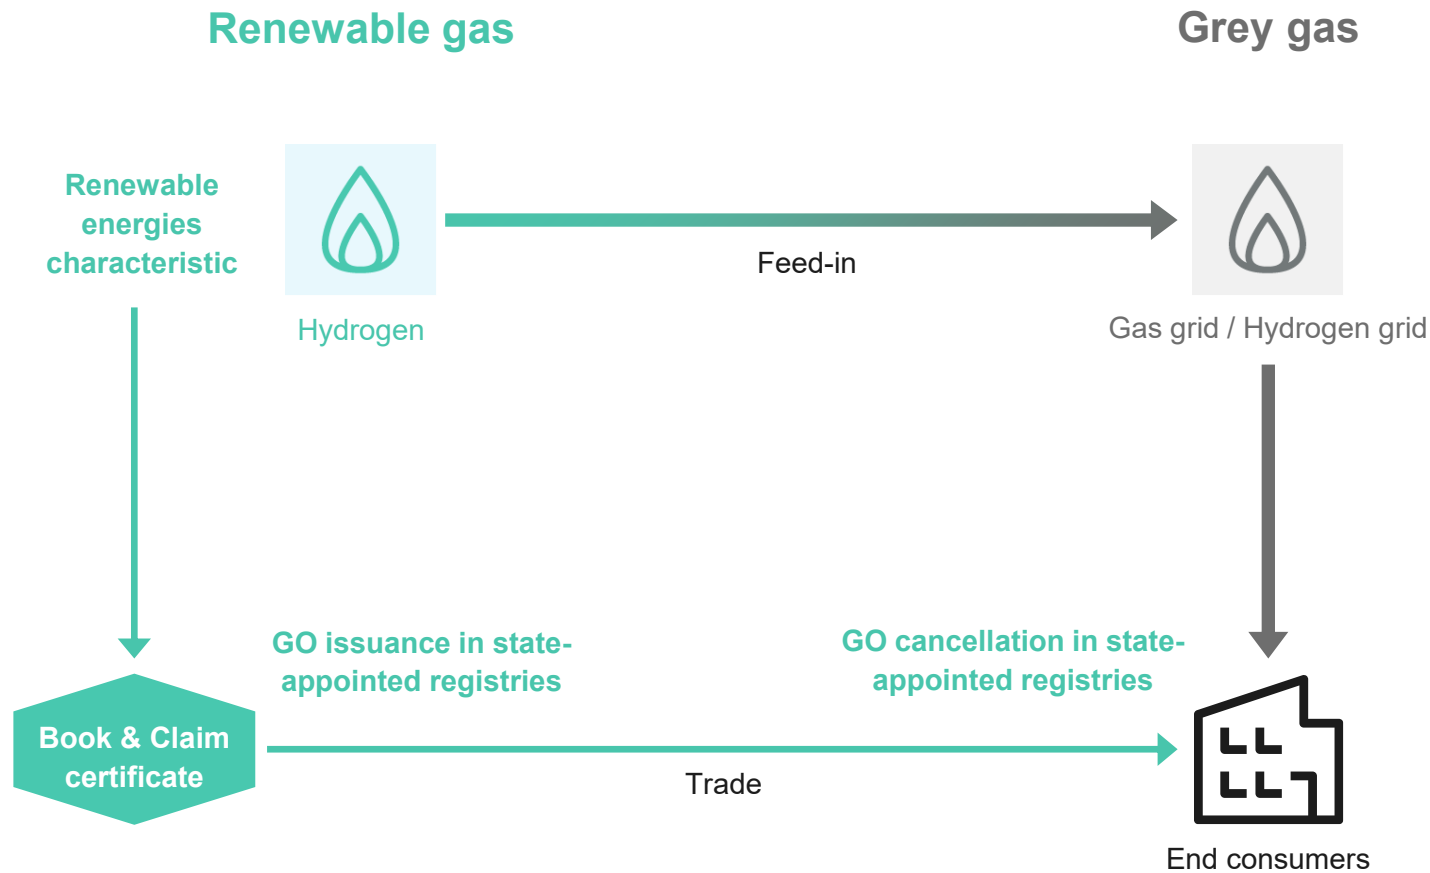 Renewable gas
Grey gas
Renewable
energies
characteristic
Hydrogen
Feed-in
Gas grid / Hydrogen grid
GO issuance in state-
appointed registries
GO cancellation in state-
appointed registries
Book & Claim
certificate
Trade
End consumers